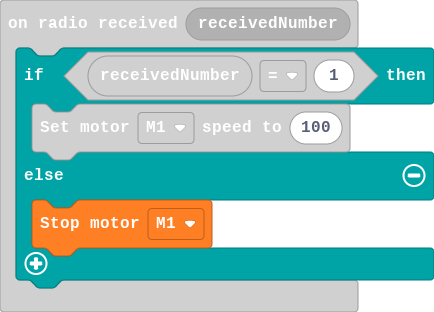 on radio received receivedNumber
if receivedNumber = 1 then
Set motor M1 speed to 100
else
Stop motor M1